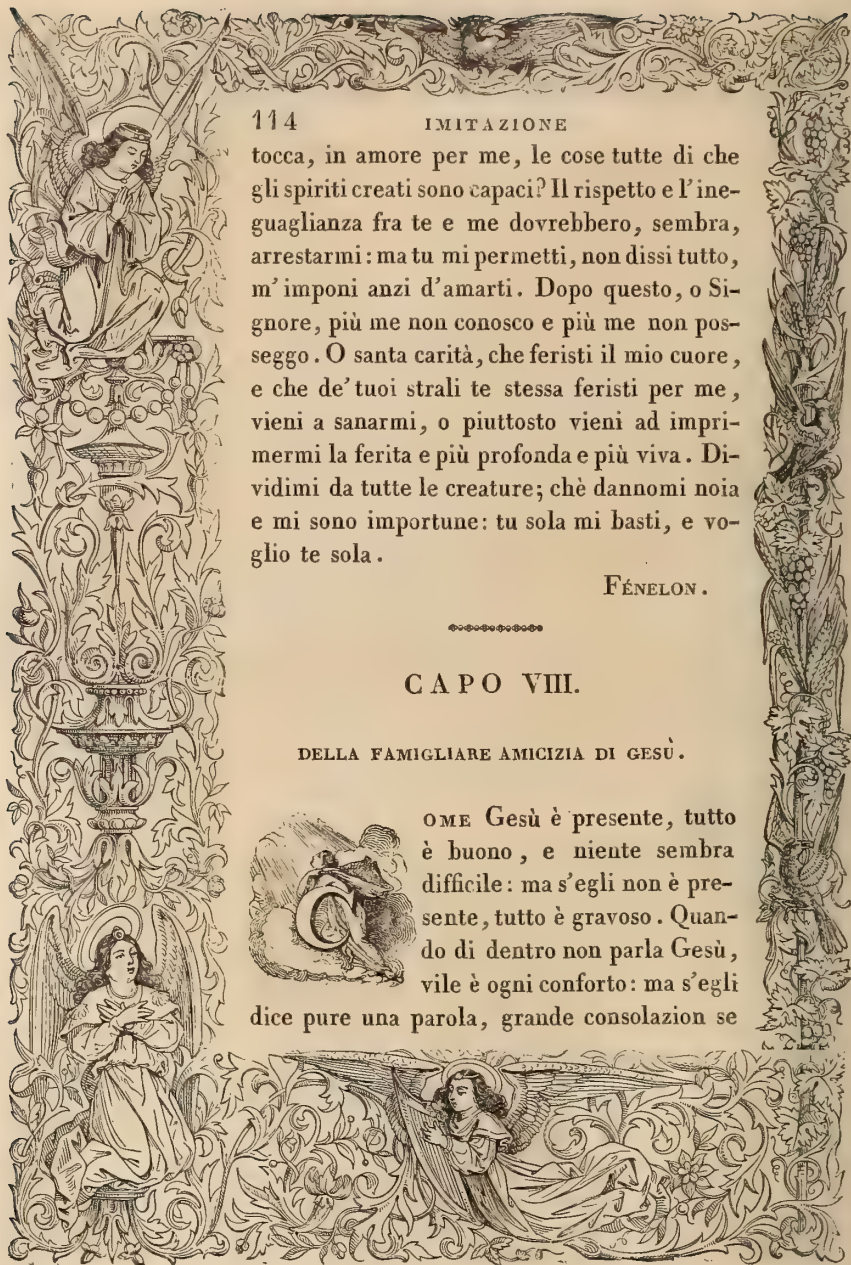 114 IMITAZIONE
tocca, in amore per me, le cose tutte di che
gli spiriti creati sono capaci? Il rispetto e l'ine-
guaglianza fra te e me dovrebbero, sembra,
arrestarmi: ma tu mi permetti, non dissi tutto,
m'imponi anzi d'amarti. Dopo questo, o Si-
gnore, più me non conosco e più me non pos-
seggo. O santa carità, che feristi il mio cuore,
e che de' tuoi strali te stessa feristi per me,
vieni a sanarmi, o piuttosto vieni ad impri-
mermi la ferita e più profonda e più viva. Di-
vidimi da tutte le creature; chè dannomi noia
e mi sono importune: tu sola mi basti, e vo-
glio te sola.
FÉNELON.
CAPO VIII.
DELLA FAMIGLIARE AMICIZIA DI GESÙ.
COME Gesù è presente, tutto
è buono, e niente sembra
difficile: ma s'egli non è pre-
sente, tutto è gravoso. Quan-
do di dentro non parla Gesù,
vile è ogni conforto: ma s'egli
dice pure una parola, grande consolazion se